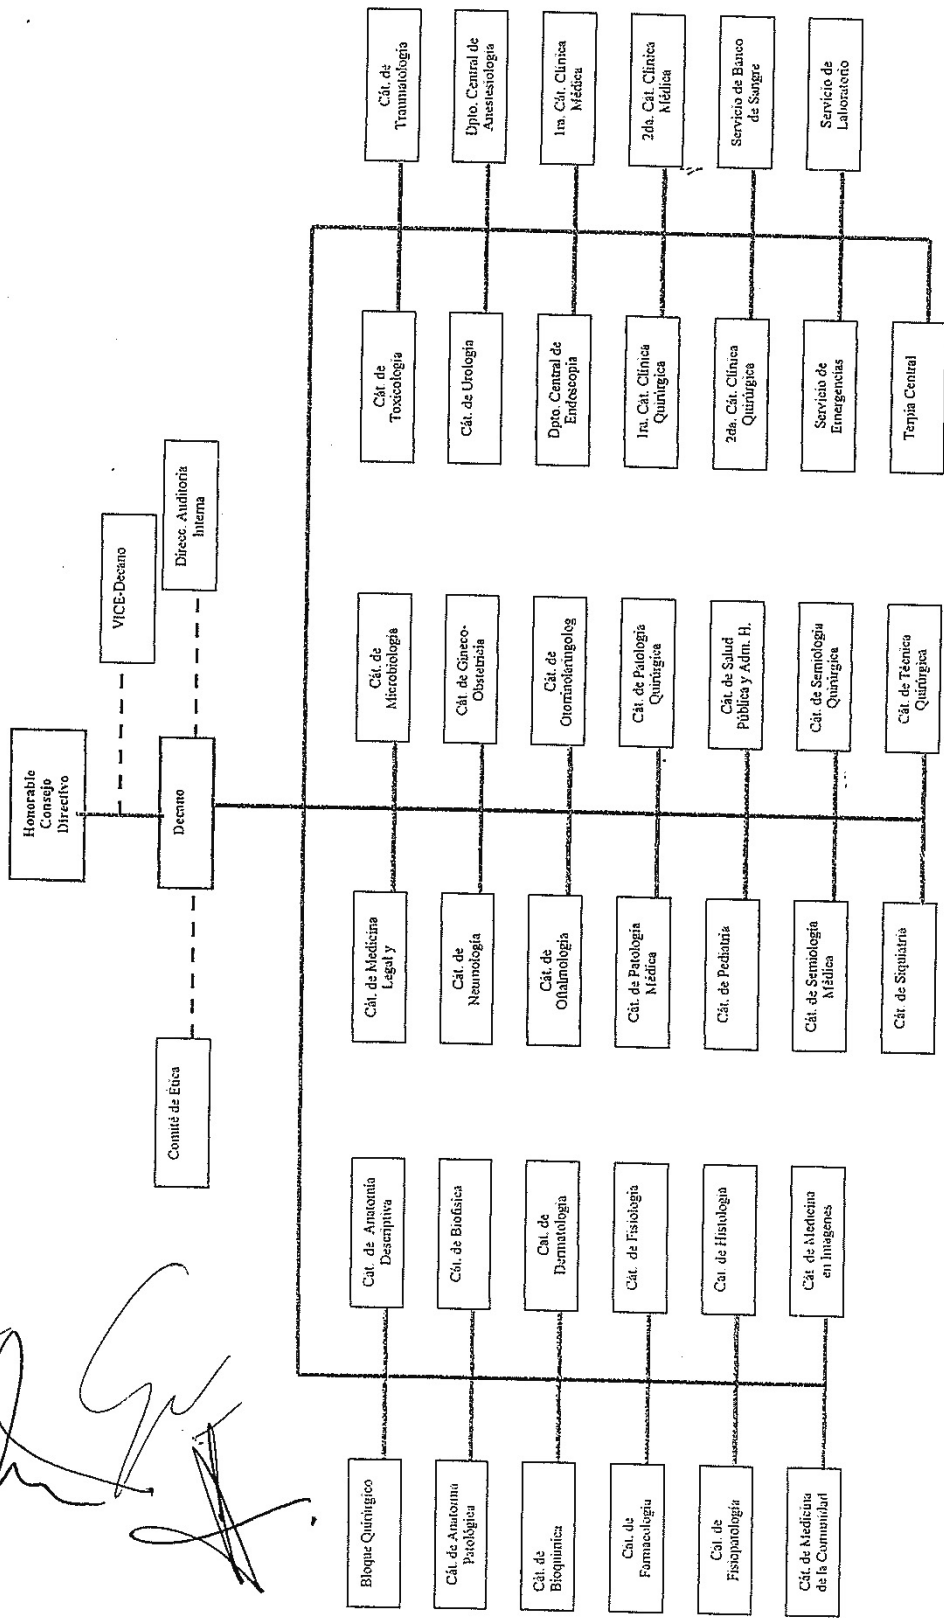 Honorable
Consejo
Directivo
VICE-Decano
Decano
Direcc. Auditoria
Interna
Comité de Etica
Bloque Quirúrgico
Cát. de Anatomía
Descriptiva
Cát. de Anatomía
Patológica
Cát. de Biofísica
Cát. de
Bioquímica
Cat. de
Dermatología
Cat. de
Farmacología
Cát. de Fisiología
Cat. de
Fisiopatología
Cat. de Histología
Cát. de Medicina
de la Comunidad
Cát. de Medicina
en Imagenes
Cát. de Medicina
Legal y
Cát. de
Microbiología
Cát. de
Neumología
Cát. de Gineco-
Obstetricia
Cát. de
Oftalmología
Cát. de
Otorrinolaringolog
Cát. de Patología
Médica
Cát. de Patología
Quirúrgica
Cát. de Pediatría
Cát. de Salud
Pública y Adm. H.
Cát. de Semiología
Médica
Cát. de Semiología
Quirúrgica
Cát. de Siquiatría
Cát. de Técnica
Quirúrgica
Cát. de
Toxicología
Cát. de
Traumatología
Cát. de Urología
Dpto. Central de
Anestesiología
Dpto. Central de
Endoscopia
1ra. Cát. Clínica
Médica
1ra. Cát. Clínica
Quirúrgica
2da. Cát. Clínica
Médica
2da. Cát. Clínica
Quirúrgica
Servicio de Banco
de Sangre
Servicio de
Emergencias
Servicio de
Laboratorio
Terpia Central